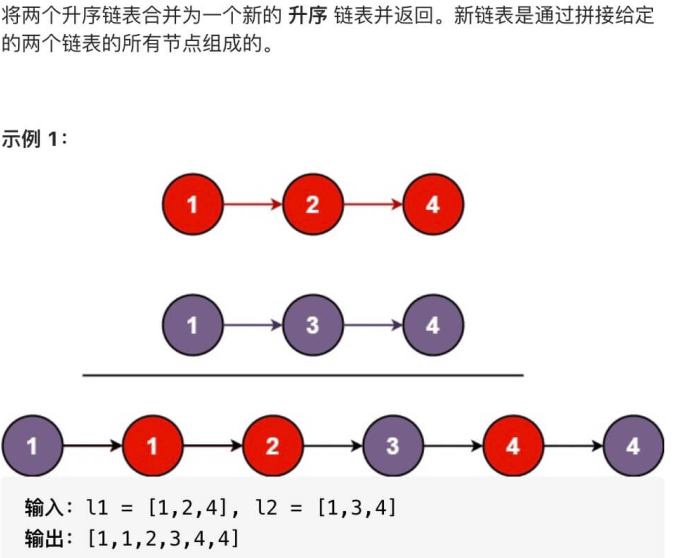 将两个升序链表合并为一个新的 升序 链表并返回。新链表是通过拼接给定
的两个链表的所有节点组成的。
示例 1：
1 2 4
1 3 4
1 1 2 3 4 4
输入：l1 = [1,2,4], l2 = [1,3,4]
输出：[1,1,2,3,4,4]